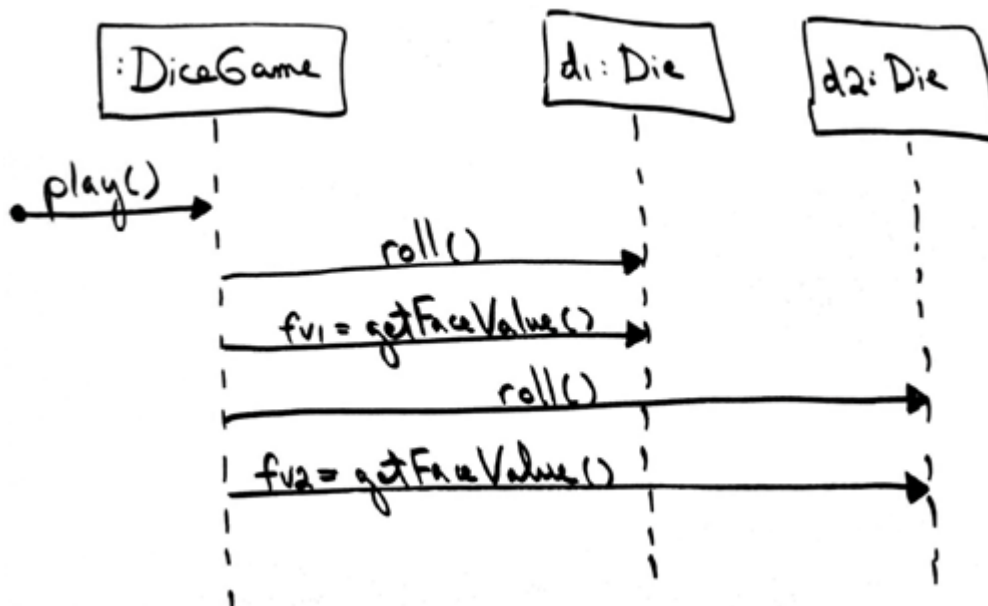 :DiceGame
d1:Die
d2:Die
play()
roll()
fv1 = getFaceValue()
roll()
fv2 = getFaceValue()